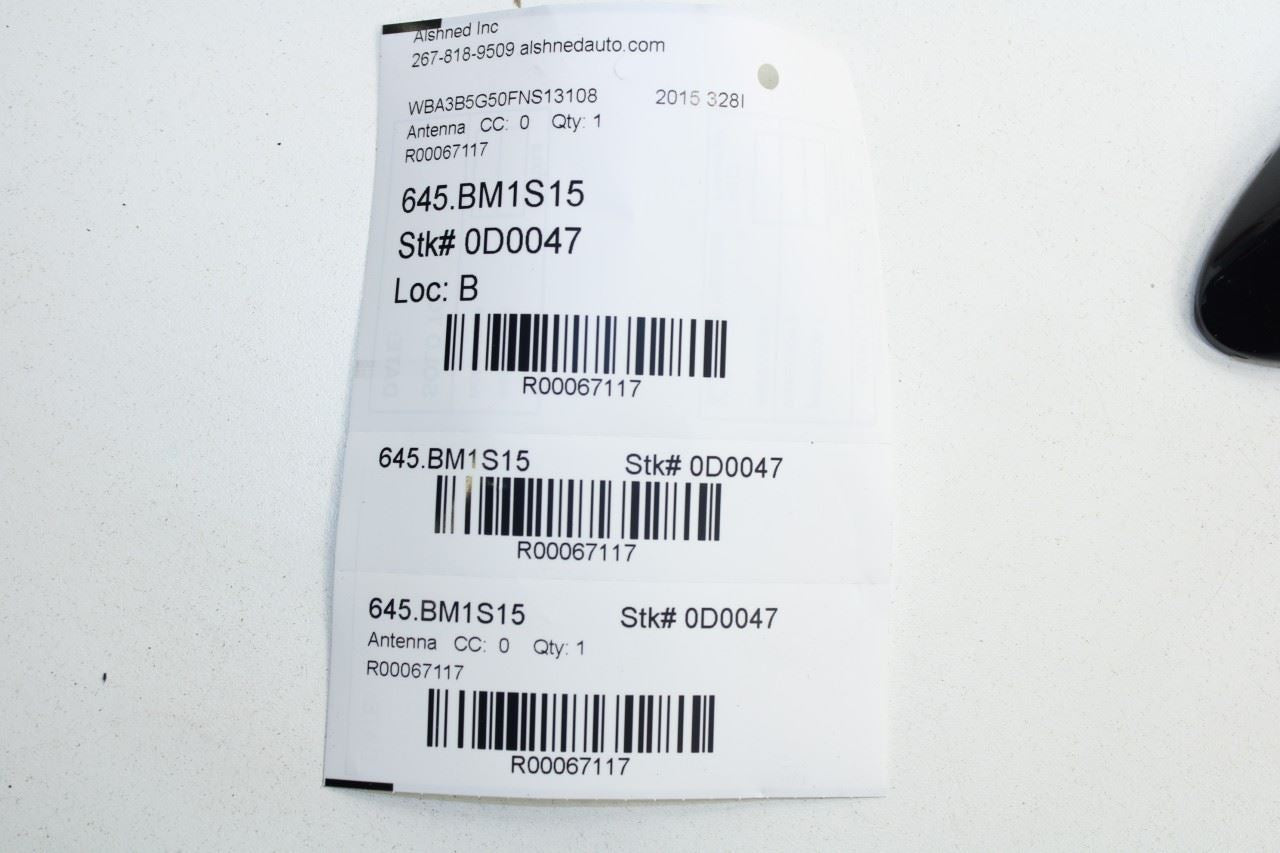 Alshned Inc
267-818-9509 alshnedauto.com
WBA3B5G50FNS13108 2015 328I
Antenna CC: 0 Qty: 1
R00067117
645.BM1S15
Stk# 0D0047
Loc: B
R00067117
645.BM1S15 Stk# 0D0047
R00067117
645.BM1S15 Stk# 0D0047
Antenna CC: 0 Qty: 1
R00067117
R00067117